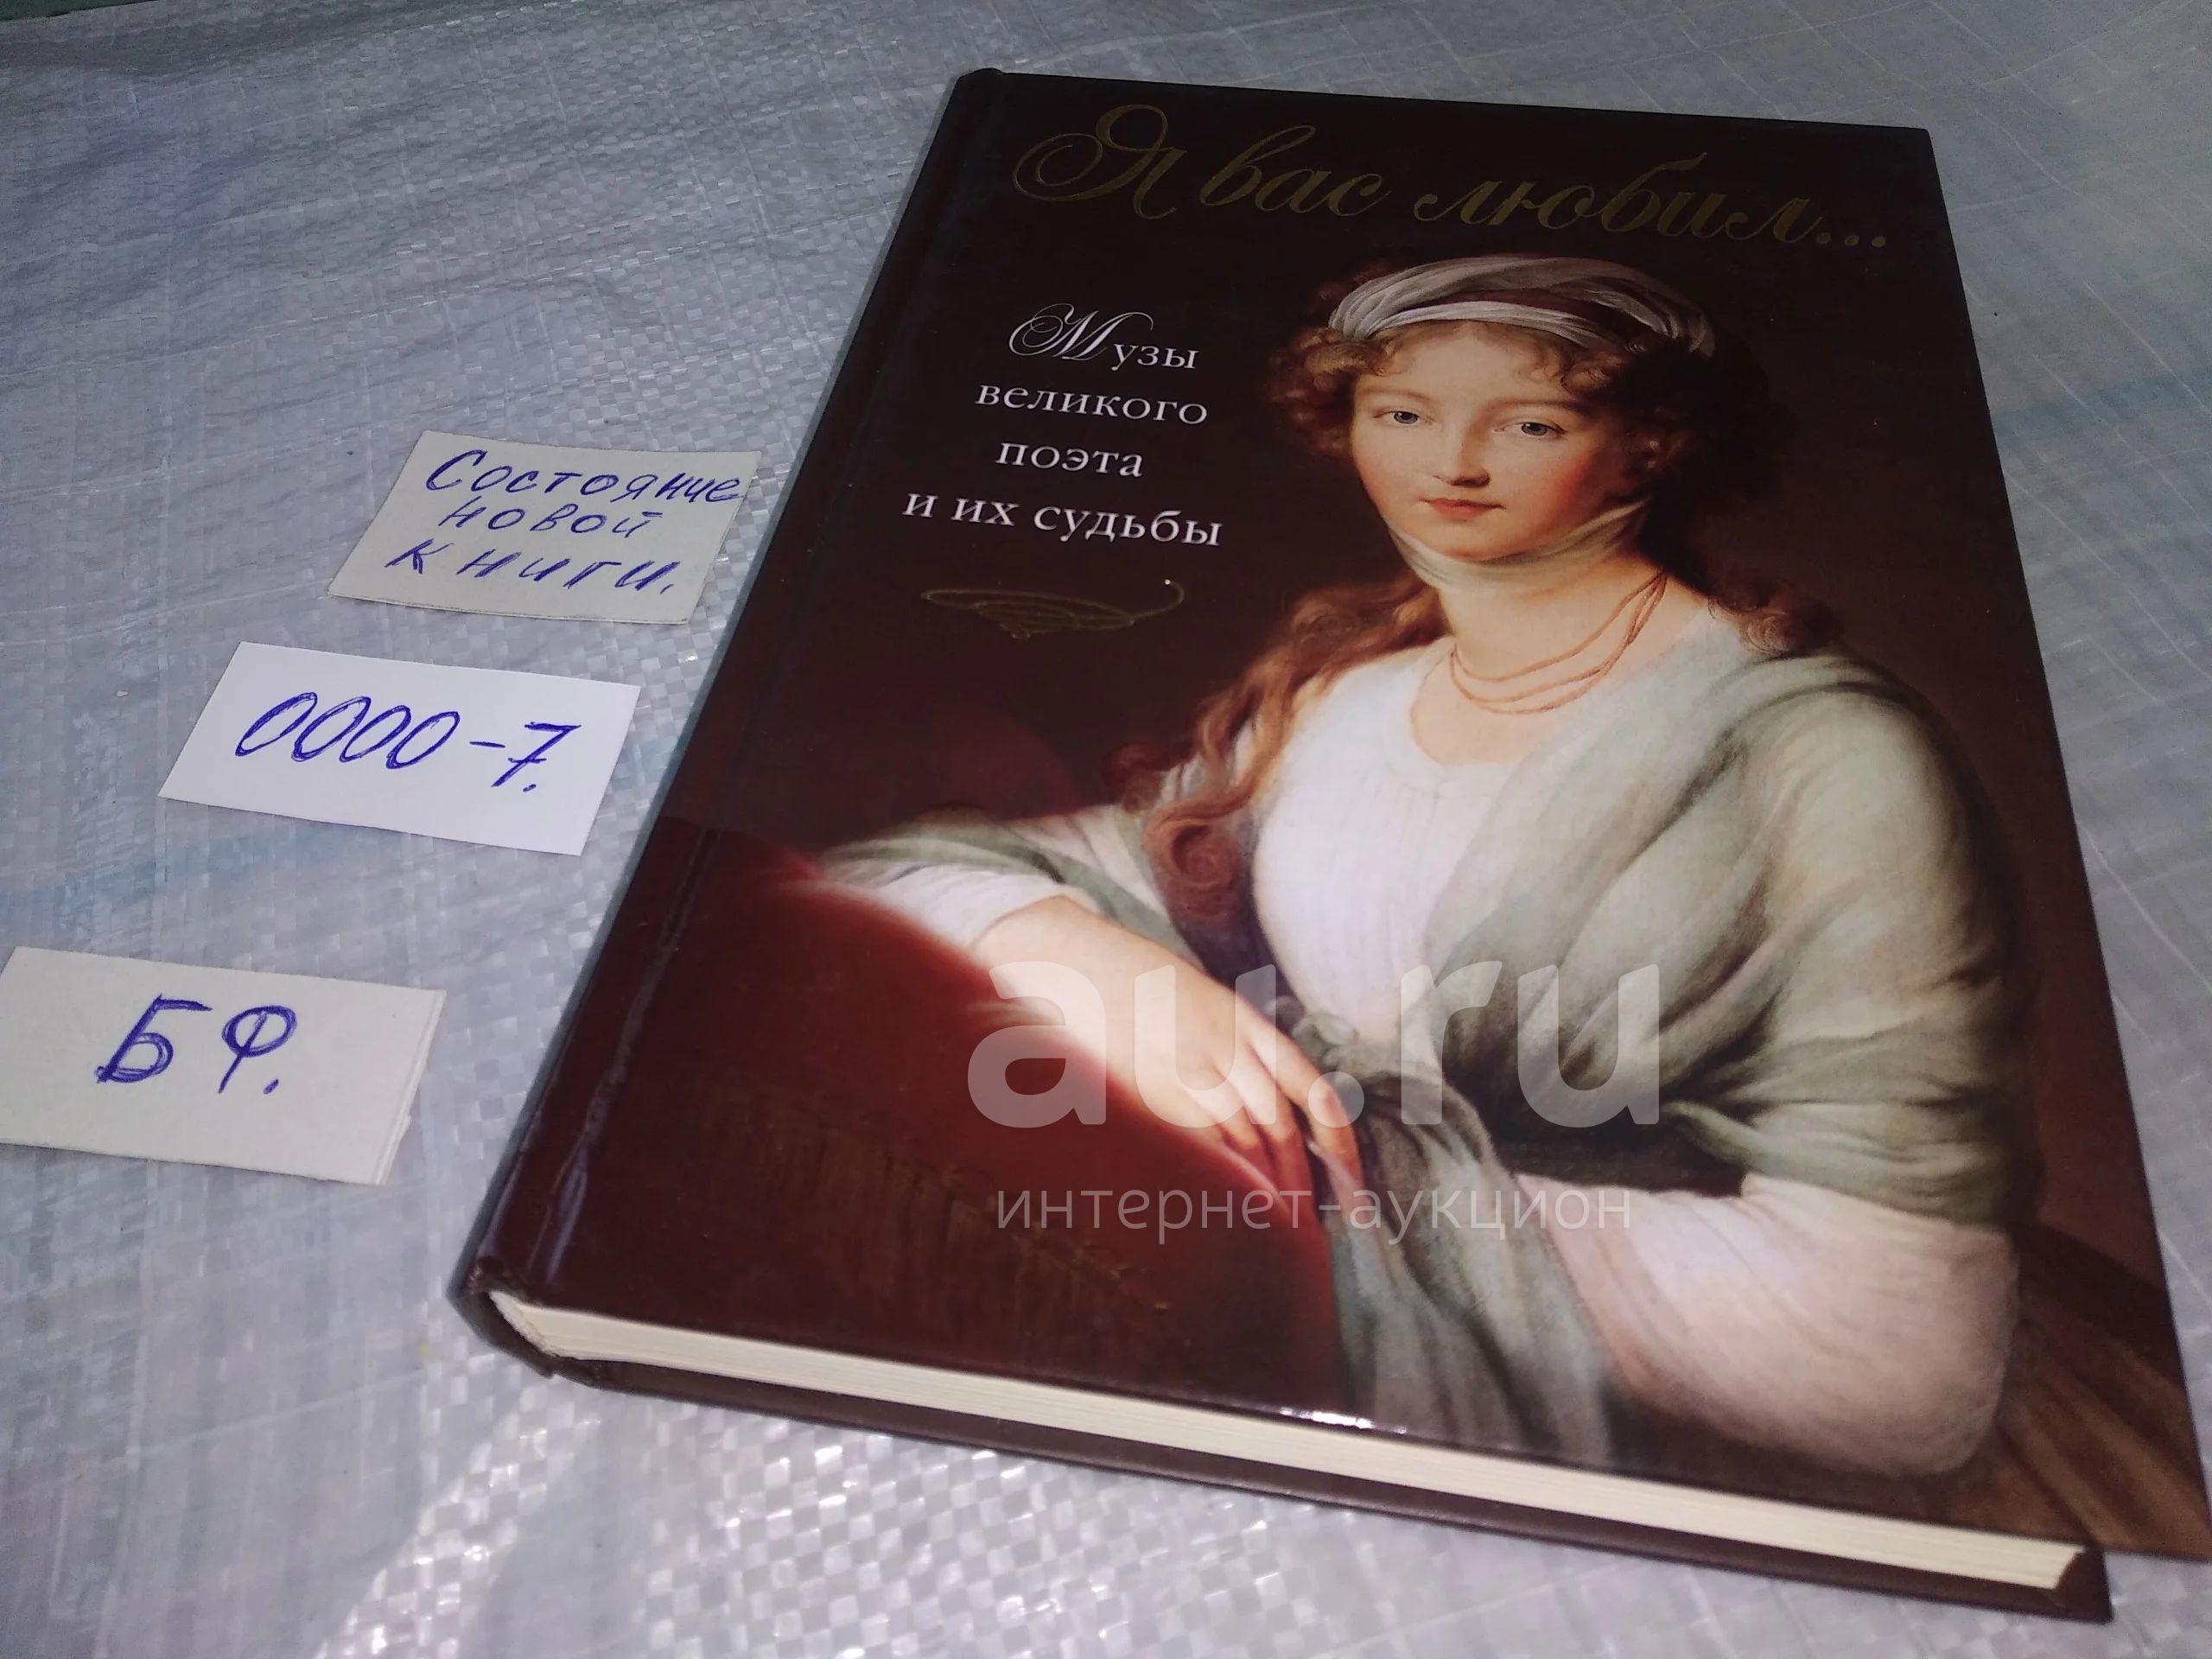 Я вас любил...
Музы
великого
поэта
и их судьбы
Состояние
новой
книги.
0000-7.
БФ.
au.ru
интернет-аукцион